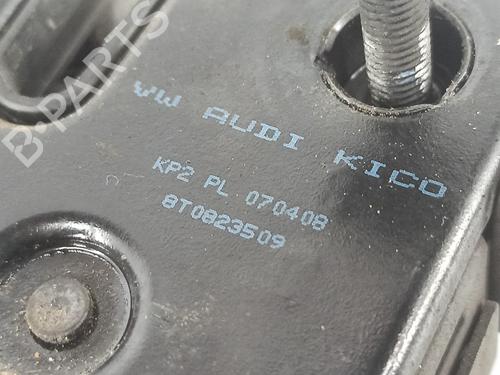 B-PARTS
VW AUDI KICO
KP2 PL 070408
8T0823509